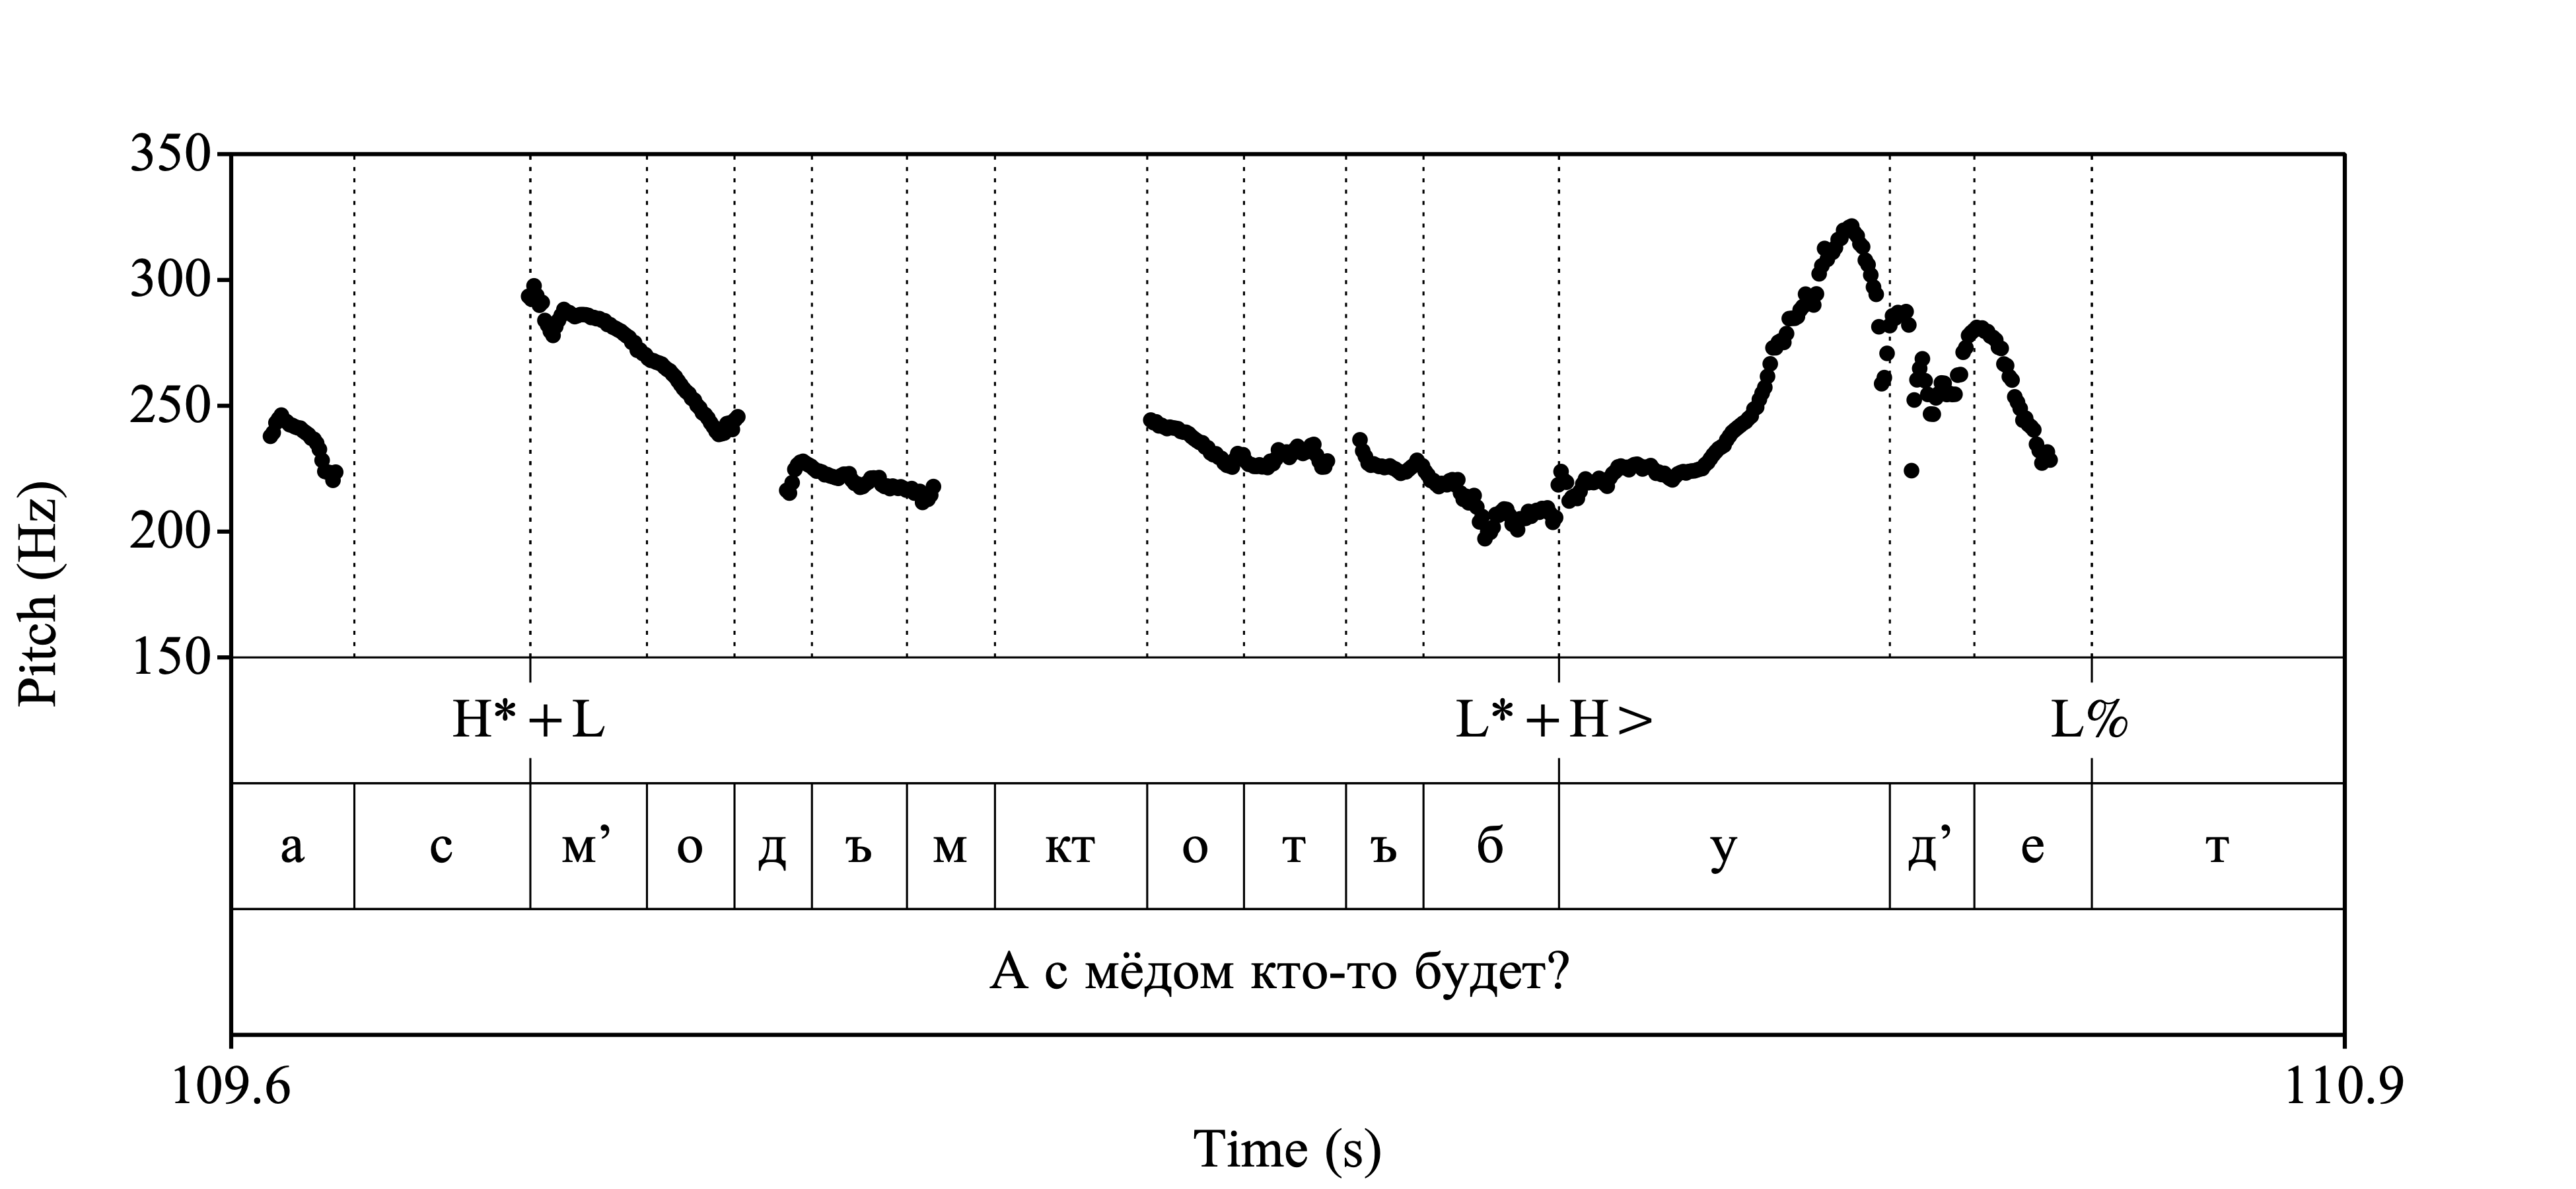 350
300
250
200
150
Pitch (Hz)
H*+L L*+H> L%
а с м’ о д ъ м кт о т ъ б у д’ е т
А с мёдом кто-то будет?
109.6 110.9
Time (s)